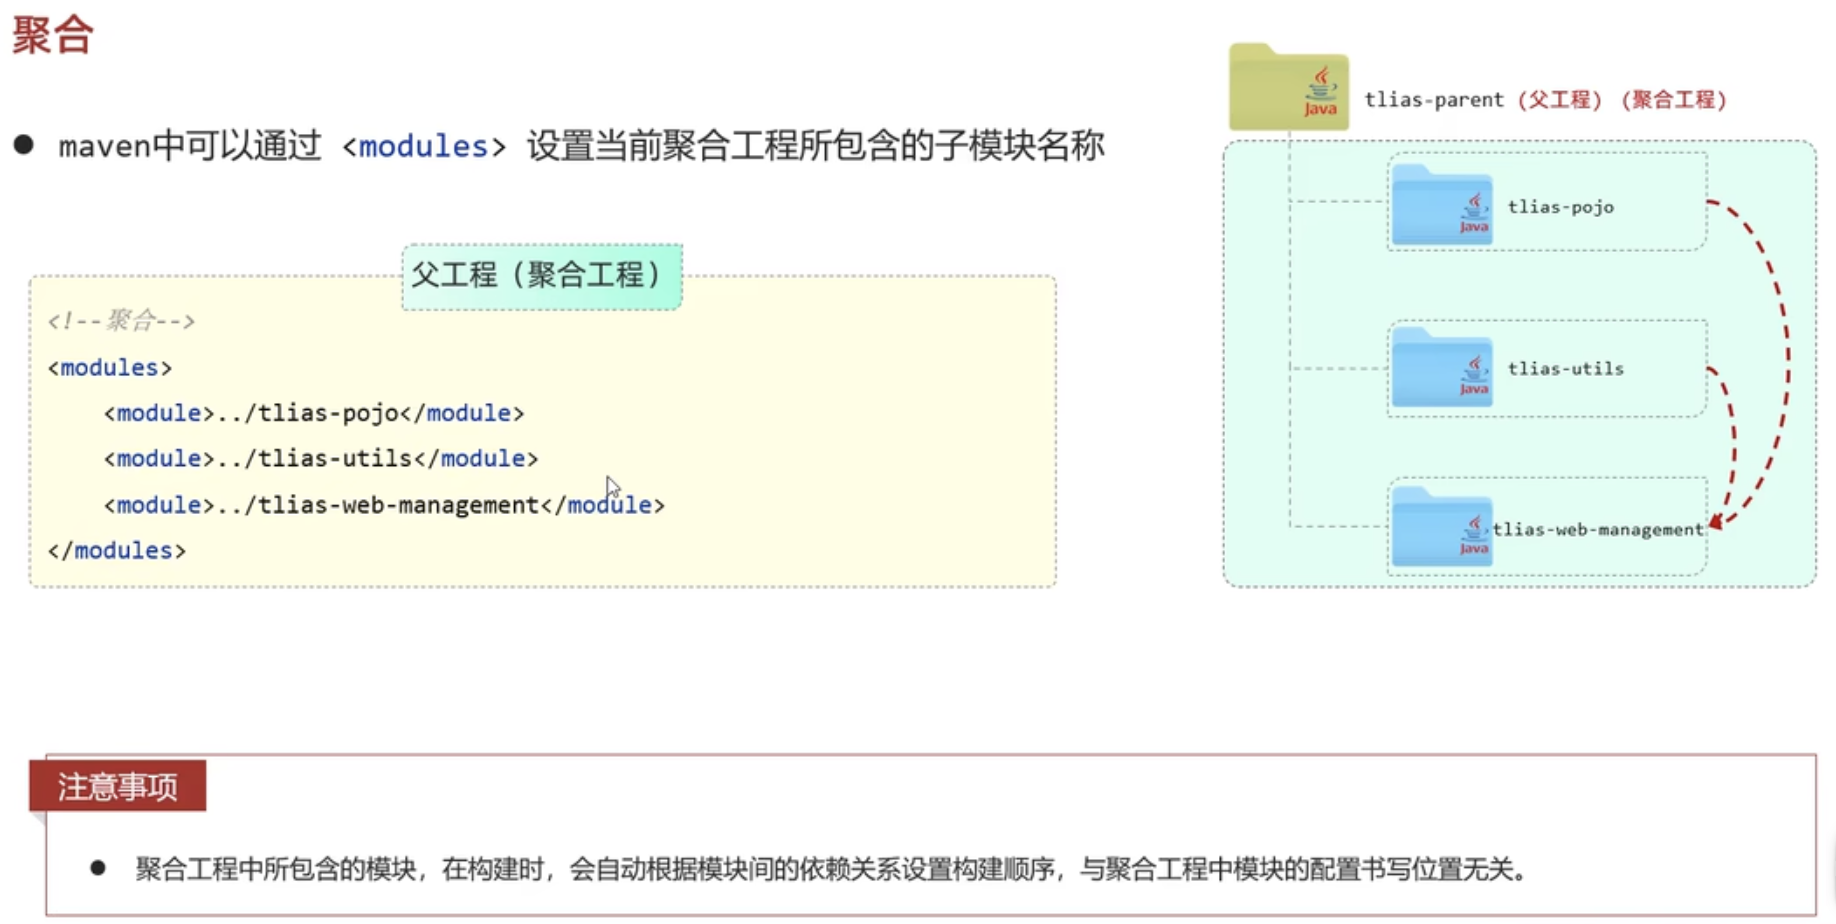 聚合
maven中可以通过 <modules> 设置当前聚合工程所包含的子模块名称
父工程（聚合工程）
<!--聚合-->
<modules>
<module>../tlias-pojo</module>
<module>../tlias-utils</module>
<module>../tlias-web-management</module>
</modules>
Java
tlias-parent（父工程）（聚合工程）
Java
tlias-pojo
Java
tlias-utils
Java
tlias-web-management
注意事项
聚合工程中所包含的模块，在构建时，会自动根据模块间的依赖关系设置构建顺序，与聚合工程中模块的配置书写位置无关。